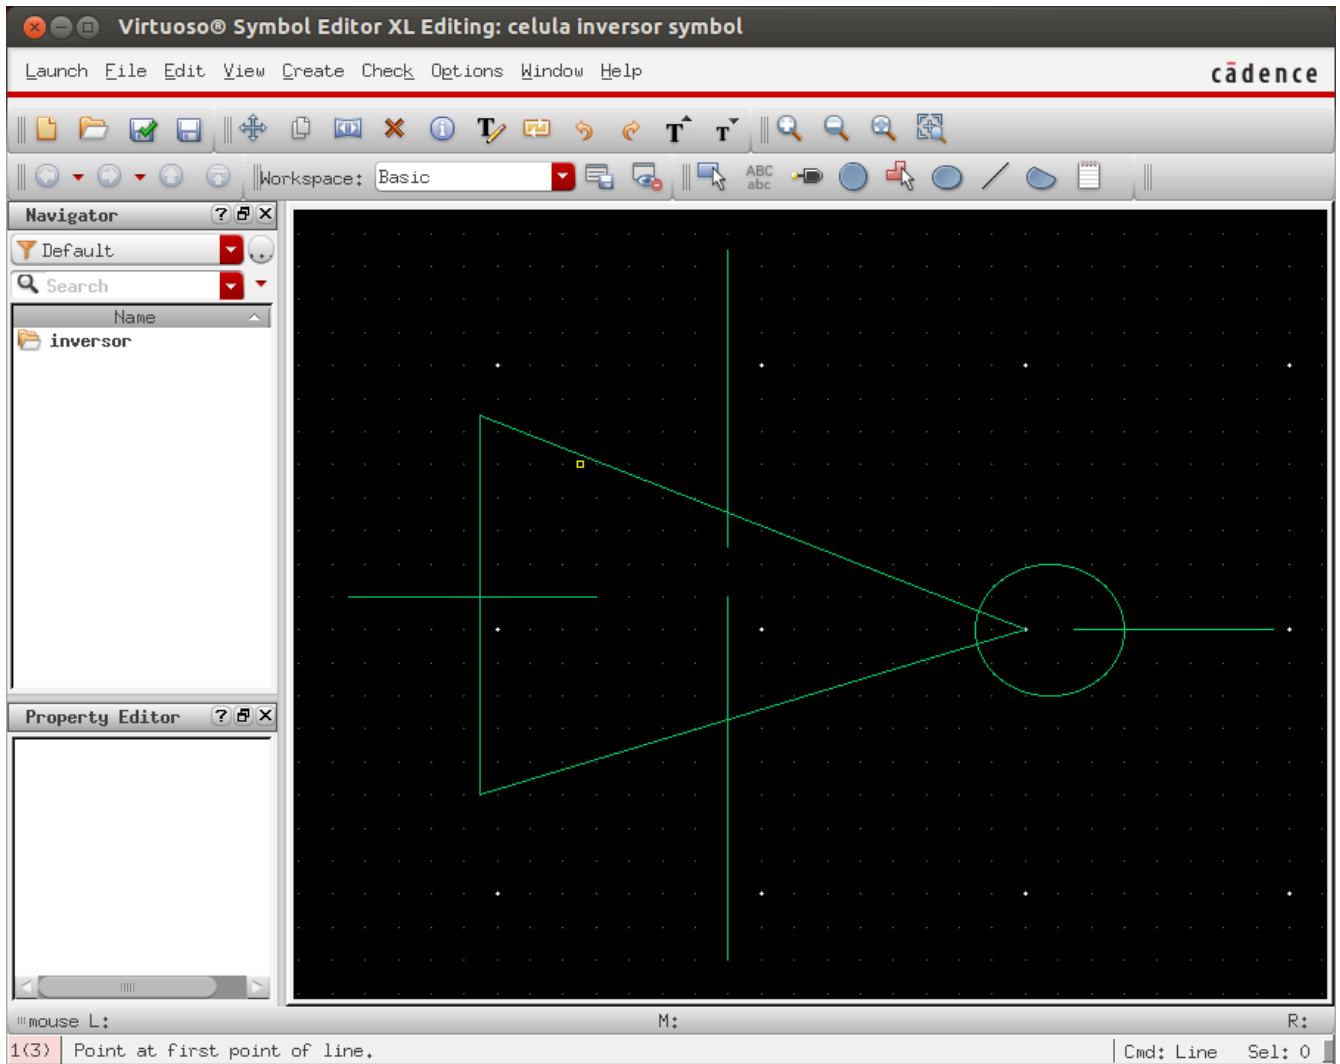 Virtuoso® Symbol Editor XL Editing: celula inversor symbol
Launch File Edit View Create Check Options Window Help
cādence
T T T
Workspace: Basic
ABC
abc
Navigator
Default
Search
Name
inversor
Property Editor
mouse L: M: R:
1(3) Point at first point of line. Cmd: Line Sel: 0